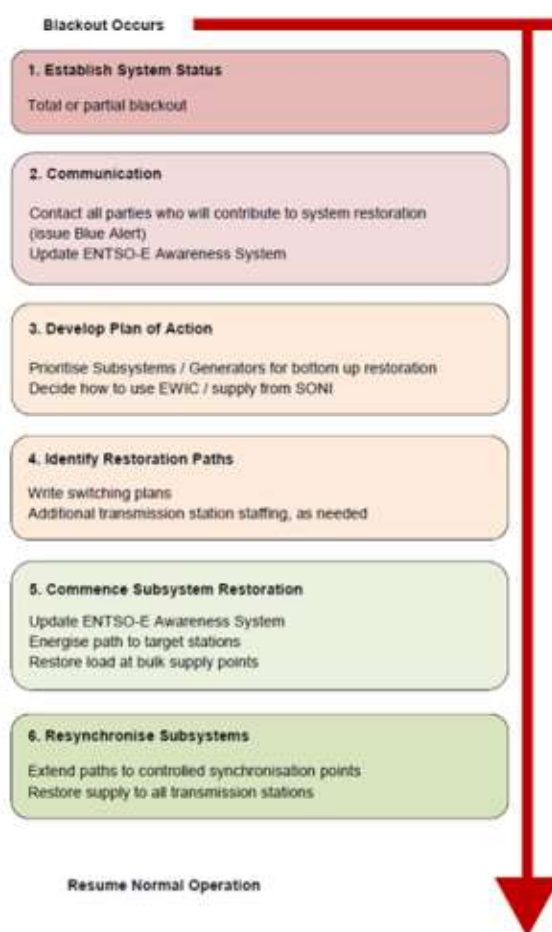 Blackout Occurs
1. Establish System Status
Total or partial blackout
2. Communication
Contact all parties who will contribute to system restoration
(issue Blue Alert)
Update ENTSO-E Awareness System
3. Develop Plan of Action
Prioritise Subsystems / Generators for bottom up restoration
Decide how to use EWIC / supply from SONI
4. Identify Restoration Paths
Write switching plans
Additional transmission station staffing, as needed
5. Commence Subsystem Restoration
Update ENTSO-E Awareness System
Energise path to target stations
Restore load at bulk supply points
6. Resynchronise Subsystems
Extend paths to controlled synchronisation points
Restore supply to all transmission stations
Resume Normal Operation